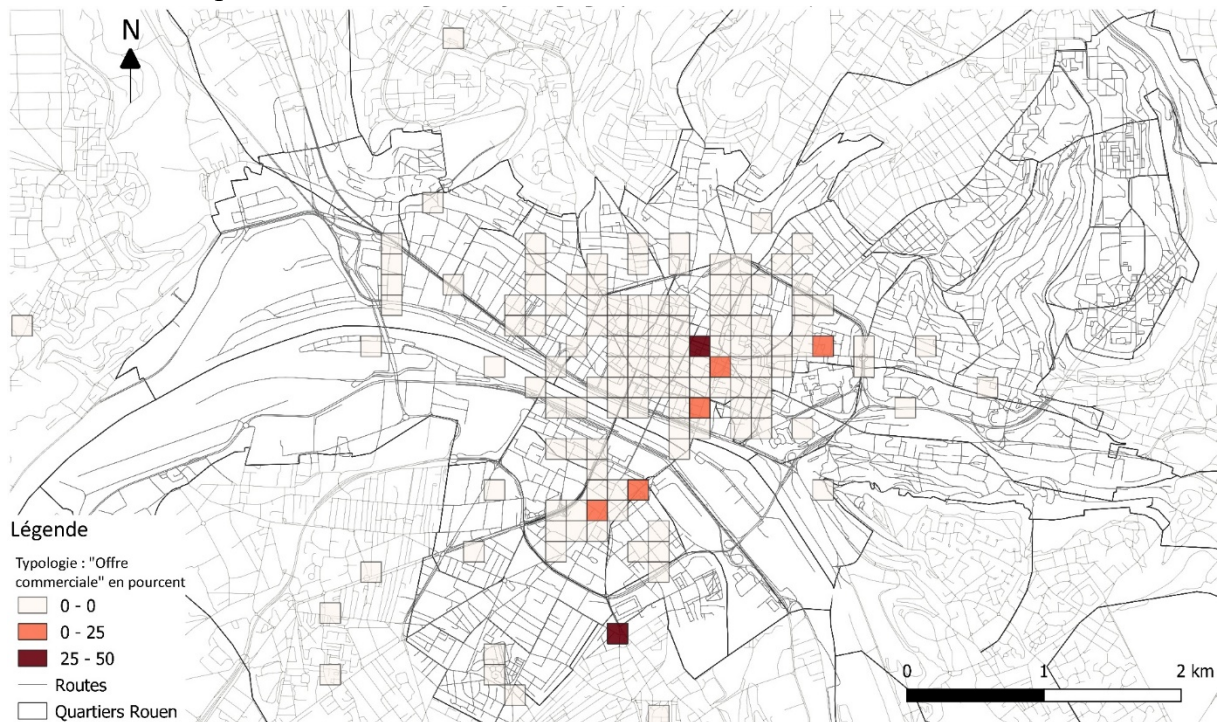 N
Légende
Typologie : "Offre
commerciale" en pourcent
0 - 0
0 - 25
25 - 50
Routes
Quartiers Rouen
0 1 2 km